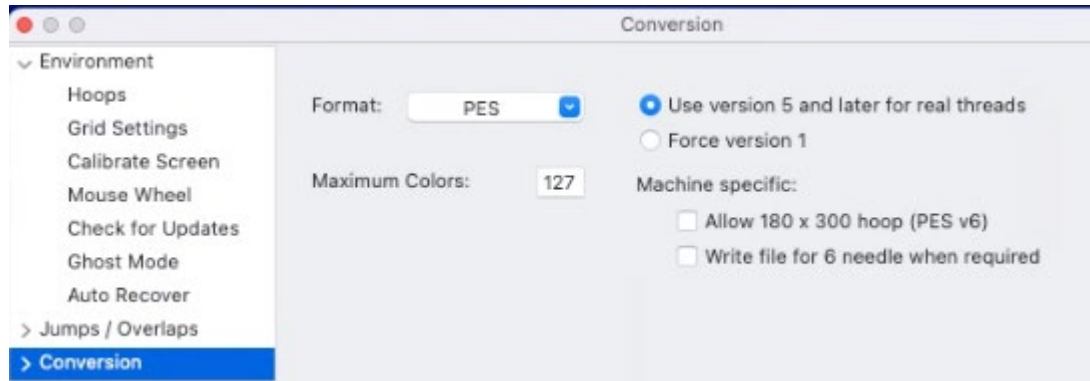 Conversion
Environment
Hoops
Grid Settings
Calibrate Screen
Mouse Wheel
Check for Updates
Ghost Mode
Auto Recover
Jumps / Overlaps
Conversion
Format: PES
Maximum Colors: 127
Use version 5 and later for real threads
Force version 1
Machine specific:
Allow 180 x 300 hoop (PES v6)
Write file for 6 needle when required